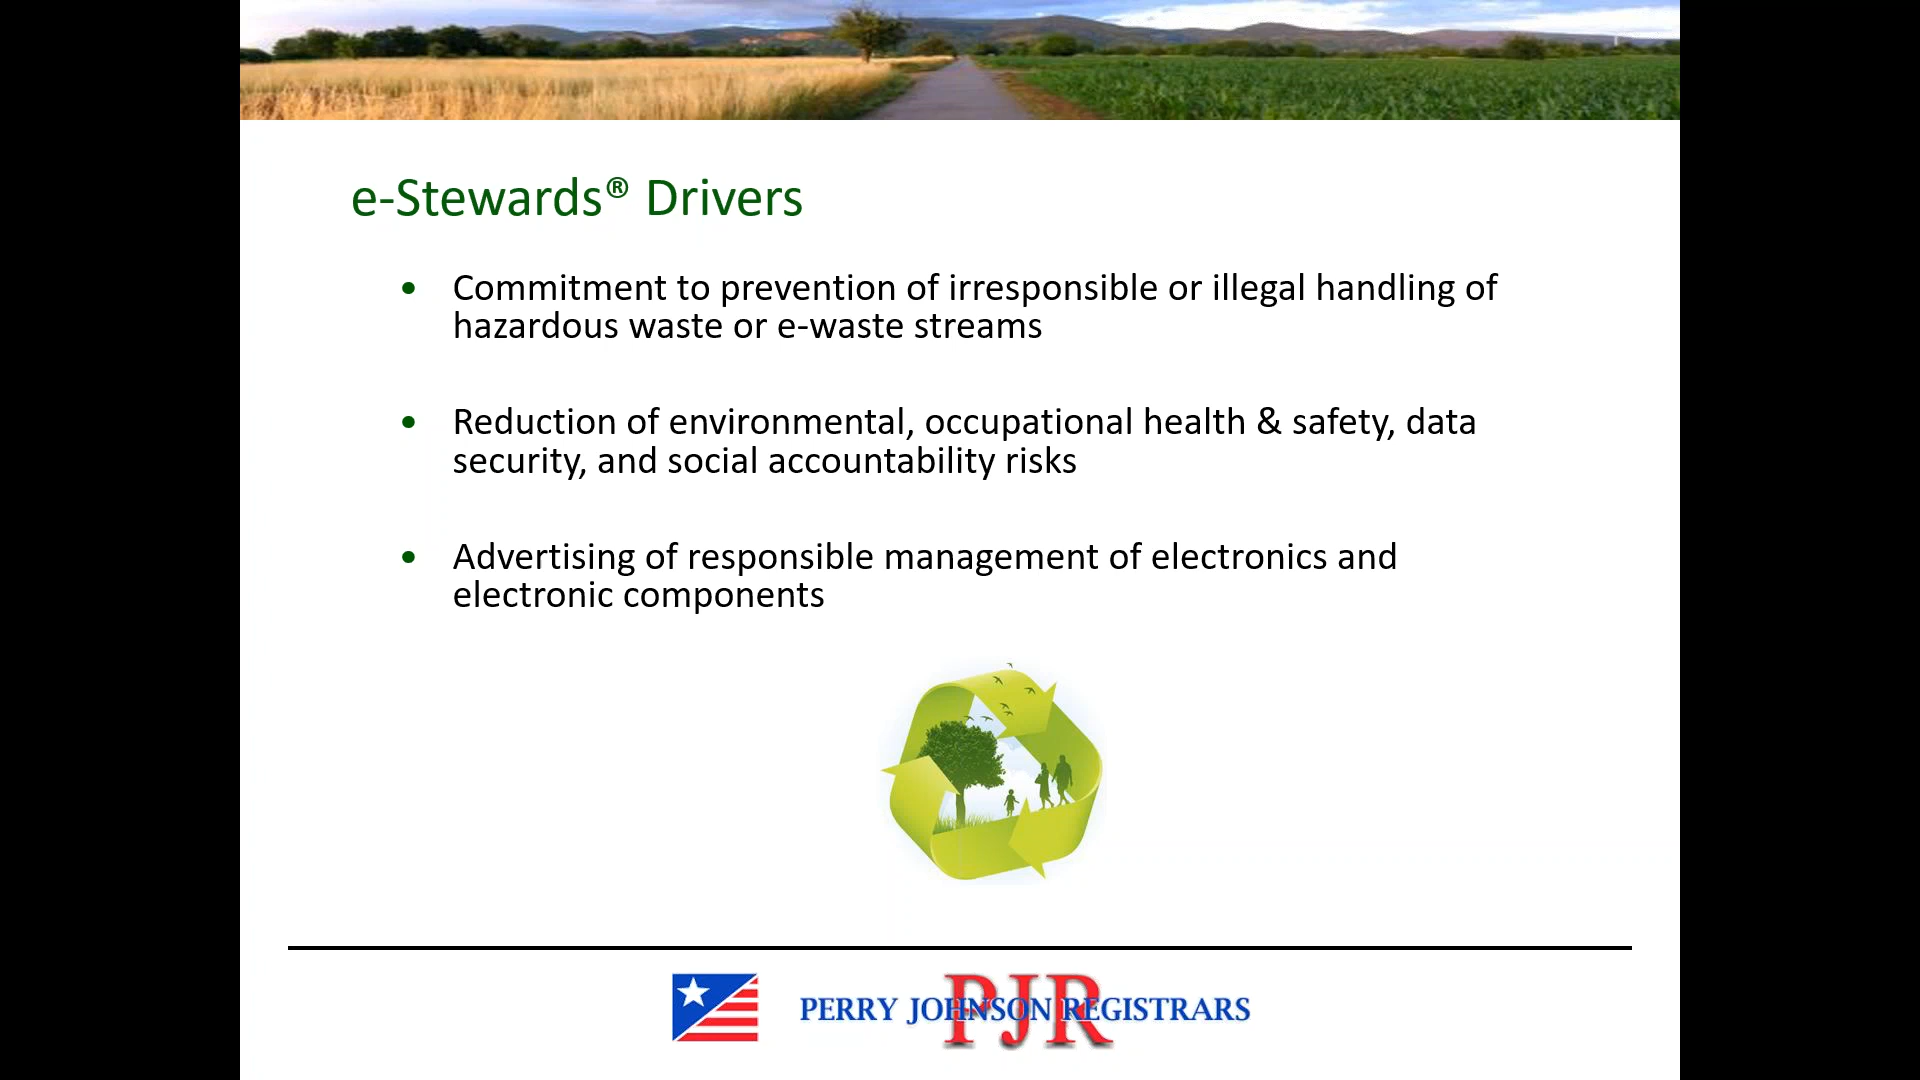 e-Stewards® Drivers
• Commitment to prevention of irresponsible or illegal handling of
hazardous waste or e-waste streams
• Reduction of environmental, occupational health & safety, data
security, and social accountability risks
• Advertising of responsible management of electronics and
electronic components
PJR
PERRY JOHNSON REGISTRARS